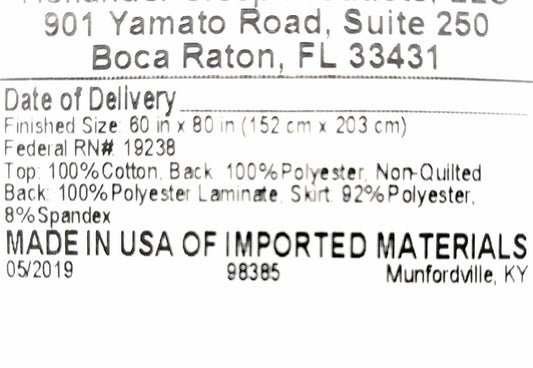 901 Yamato Road, Suite 250
Boca Raton, FL 33431
Date of Delivery
Finished Size: 60 in x 80 in (152 cm x 203 cm)
Federal RN#: 19238
Top: 100% Cotton, Back: 100% Polyester, Non-Quilted
Back: 100% Polyester Laminate, Skirt: 92% Polyester,
8% Spandex
MADE IN USA OF IMPORTED MATERIALS
05/2019 98385 Munfordville, KY